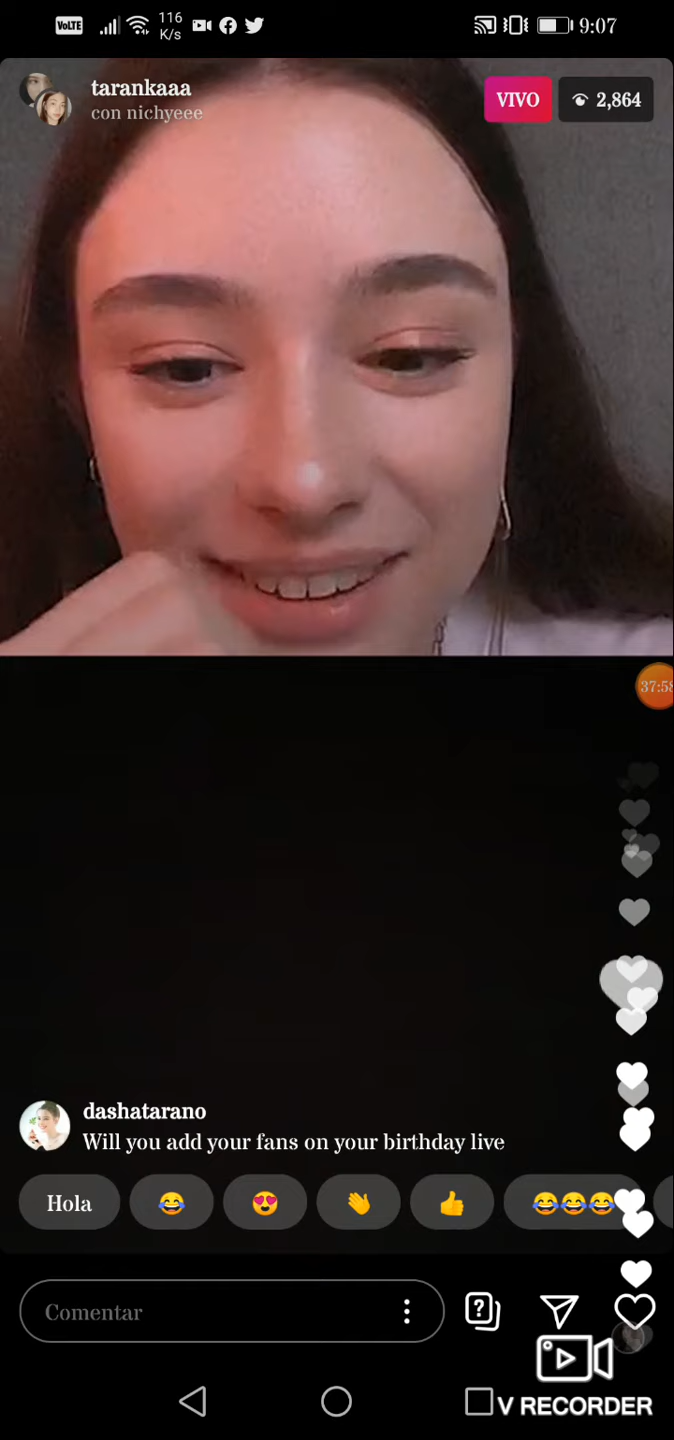 VoLTE
116
K/s
9:07
tarankaaa
con nichyeee
VIVO
2,864
37:58
dashatarano
Will you add your fans on your birthday live
Hola
Comentar
V RECORDER